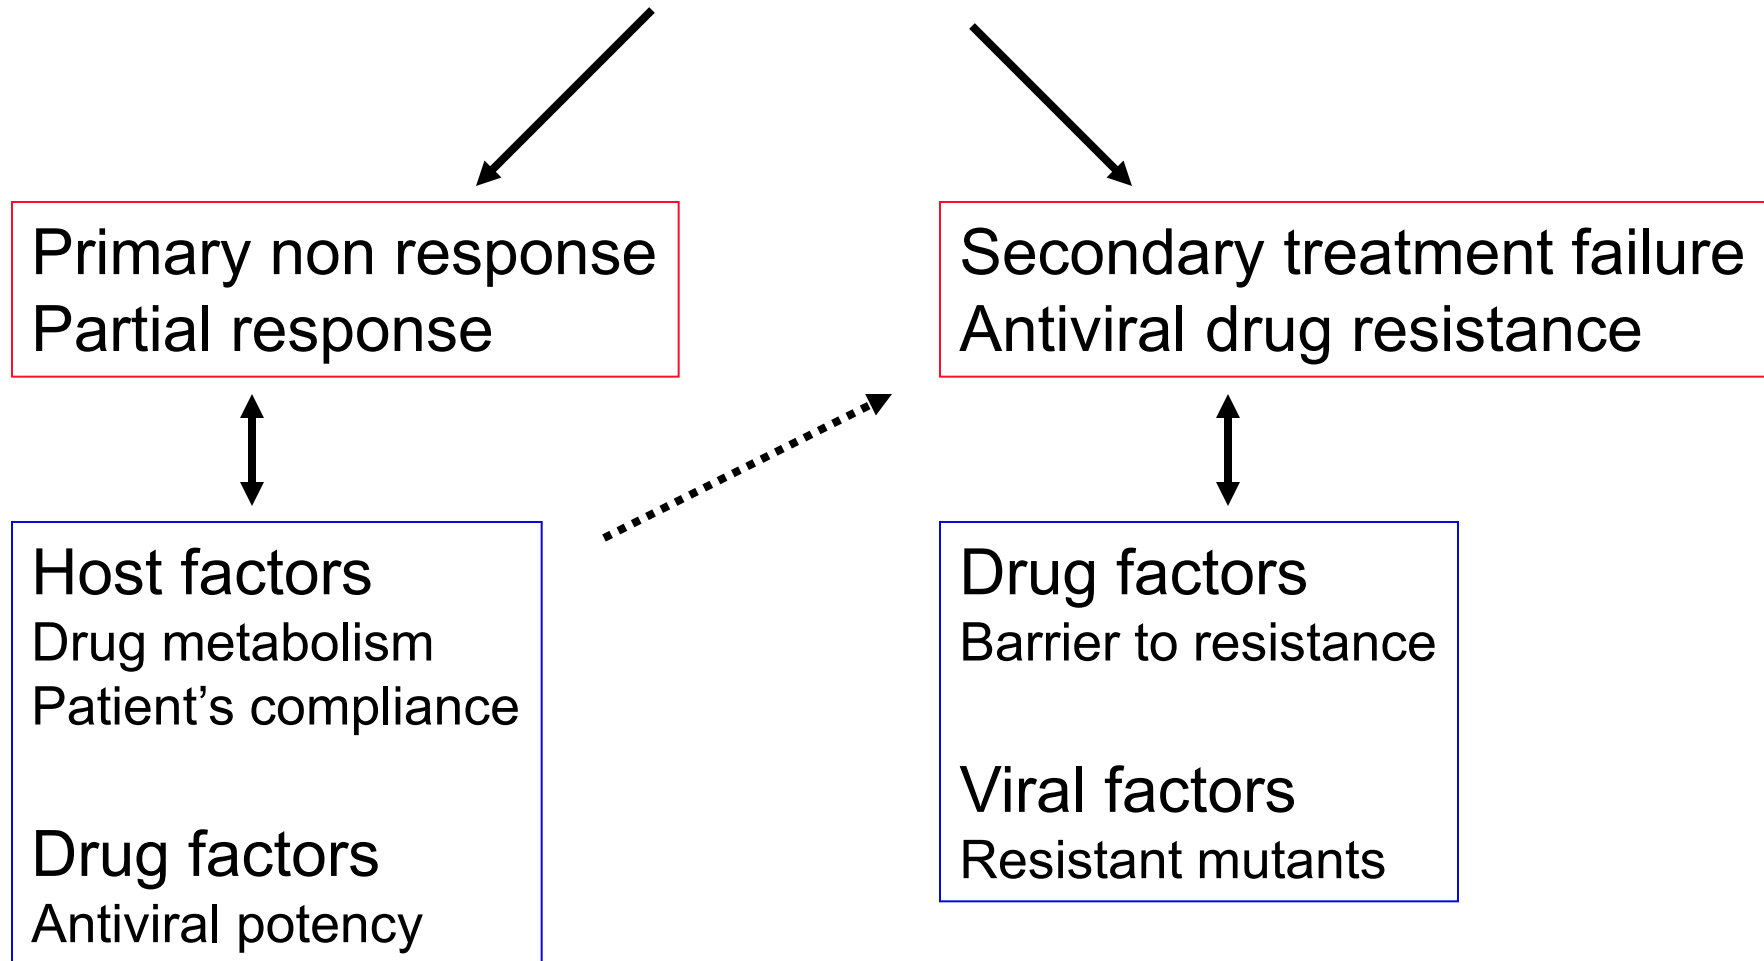 Primary non response
Partial response
Secondary treatment failure
Antiviral drug resistance
Host factors
Drug metabolism
Patient’s compliance
Drug factors
Antiviral potency
Drug factors
Barrier to resistance
Viral factors
Resistant mutants